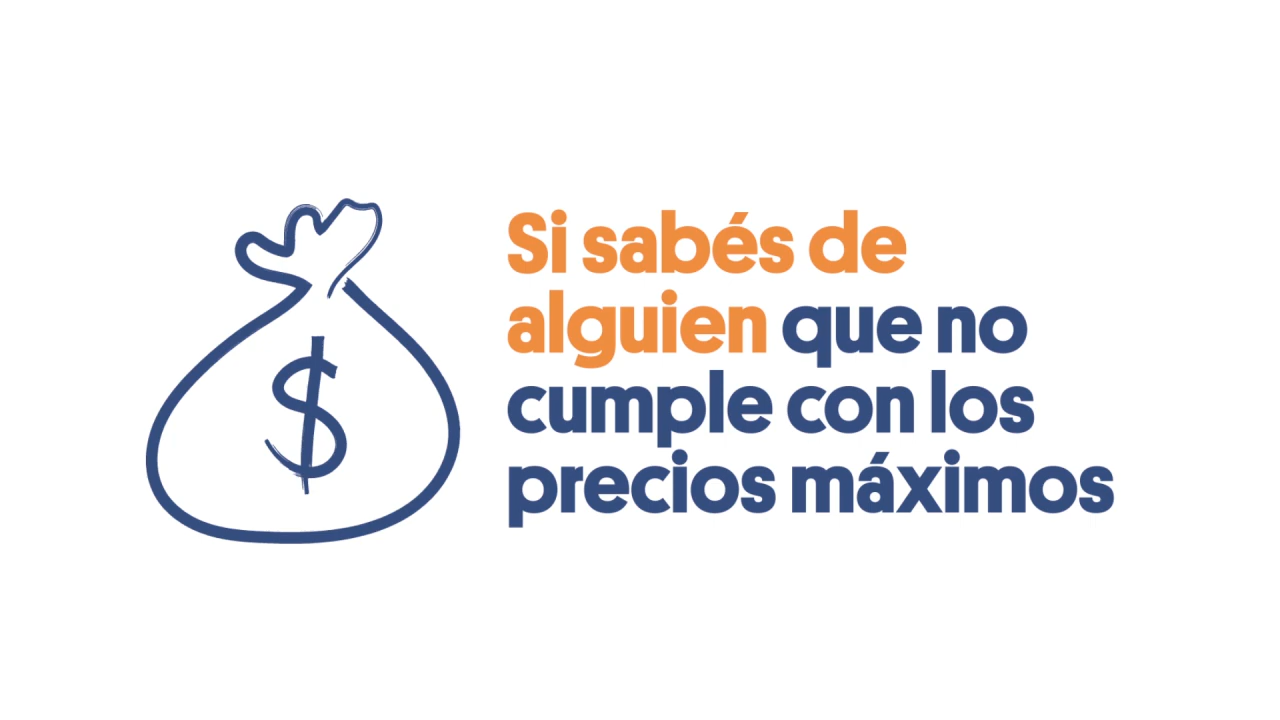 Si sabés de
alguien que no
cumple con los
precios máximos
$